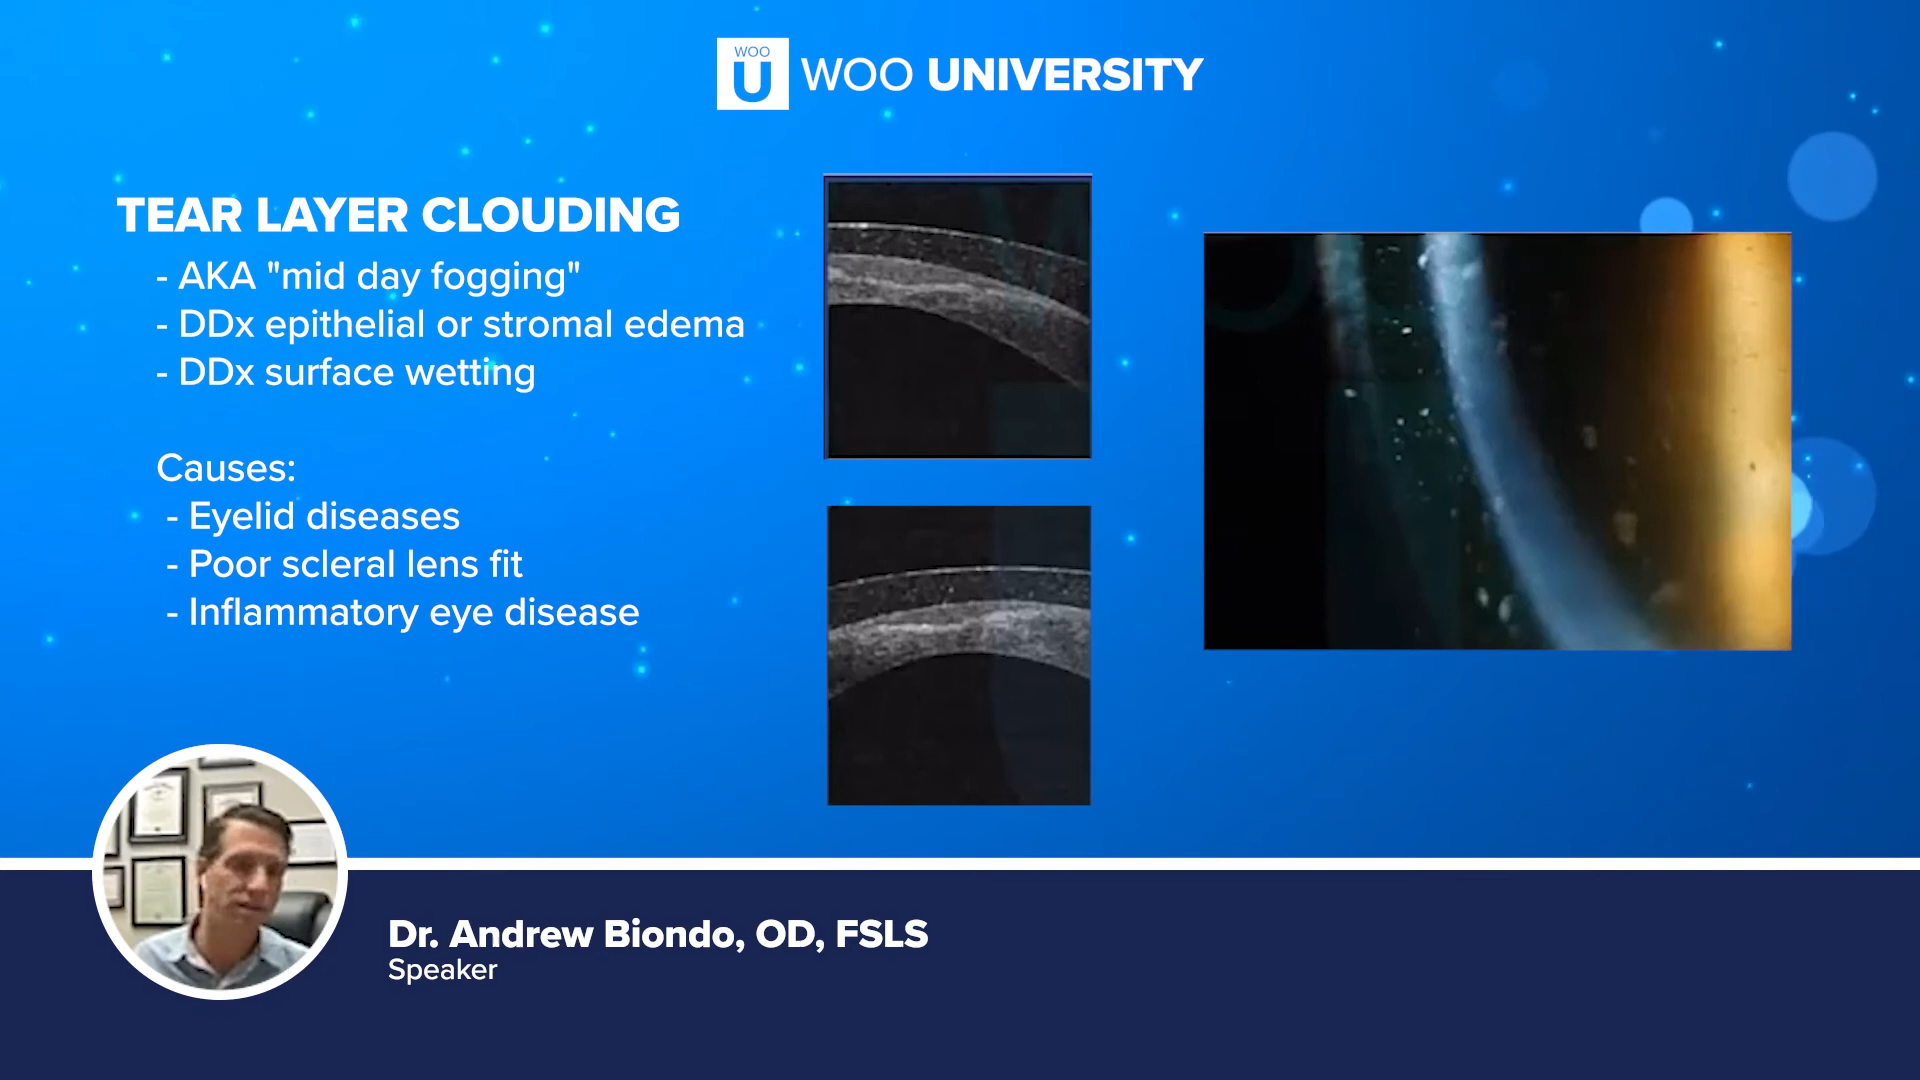 WOO
U
WOO UNIVERSITY
TEAR LAYER CLOUDING
- AKA "mid day fogging"
- DDx epithelial or stromal edema
- DDx surface wetting
Causes:
- Eyelid diseases
- Poor scleral lens fit
- Inflammatory eye disease
Dr. Andrew Biondo, OD, FSLS
Speaker